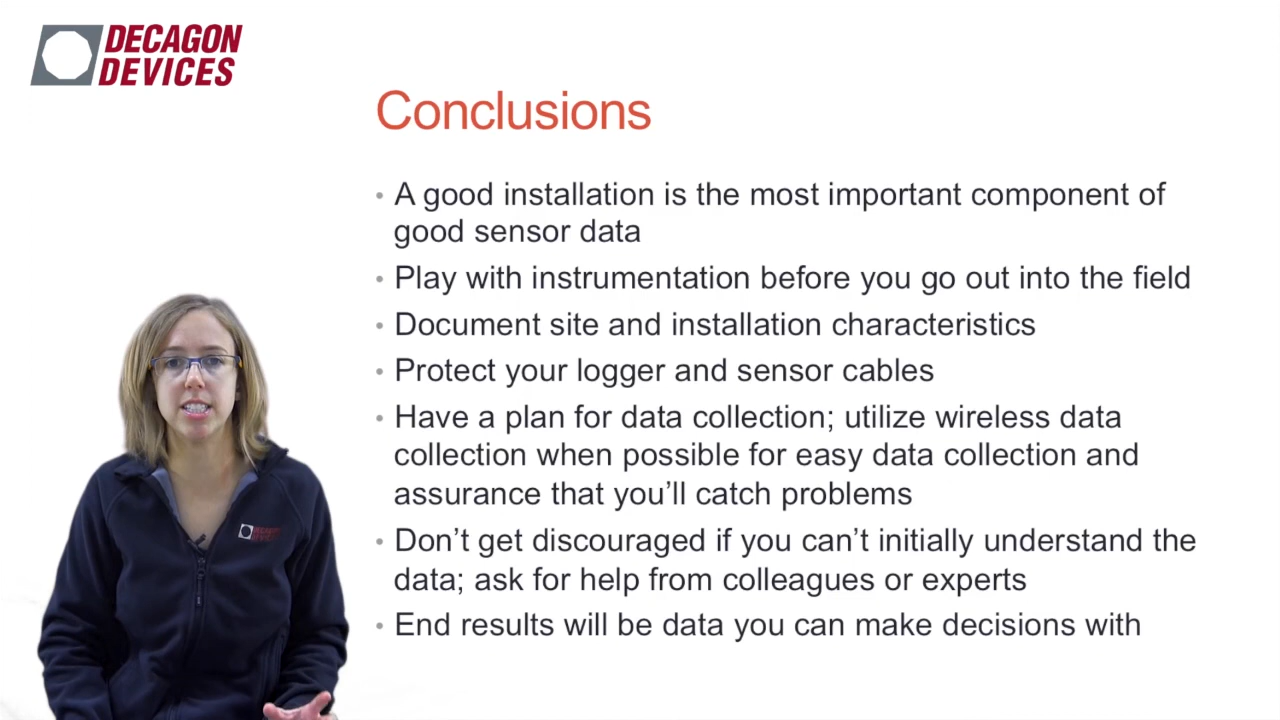 DECAGON
DEVICES
Conclusions
• A good installation is the most important component of
good sensor data
• Play with instrumentation before you go out into the field
• Document site and installation characteristics
• Protect your logger and sensor cables
• Have a plan for data collection; utilize wireless data
collection when possible for easy data collection and
assurance that you’ll catch problems
• Don’t get discouraged if you can’t initially understand the
data; ask for help from colleagues or experts
• End results will be data you can make decisions with
DECAGON
DEVICES